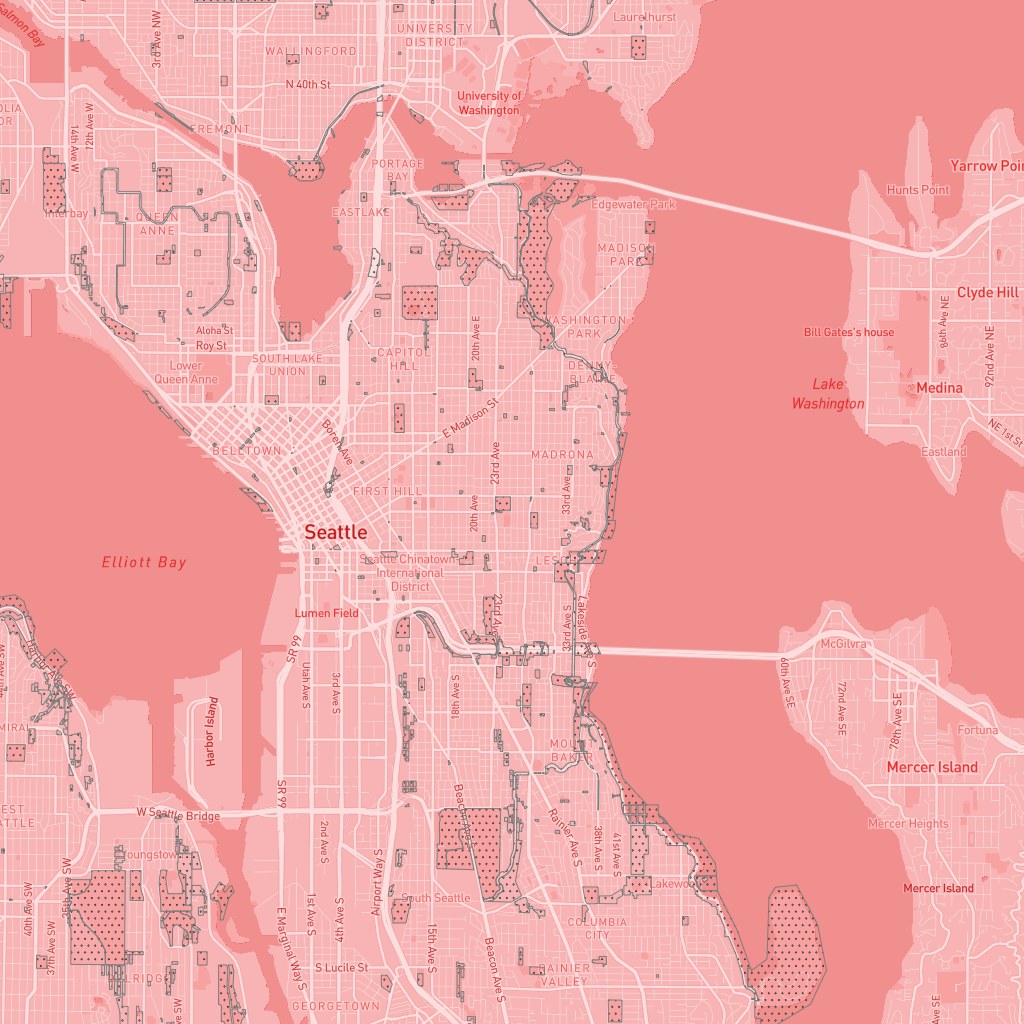 Salmon Bay
3rd Ave NW
WALLINGFORD
UNIVERSITY
DISTRICT
Laurelhurst
N 40th St
University of
Washington
FREMONT
14th Ave W
12th Ave W
PORTAGE
BAY
Yarrow Poin
Hunts Point
Interbay
QUEEN
ANNE
EASTLAKE
Edgewater Park
MADISON
PARK
Clyde Hill
Aloha St
Roy St
WASHINGTON
PARK
Bill Gates's house
86th Ave NE
92nd Ave NE
20th Ave E
Lower
Queen Anne
SOUTH LAKE
UNION
CAPITOL
HILL
DENNY-
BLAINE
Lake
Washington
Medina
BELLTOWN
Boren Ave
E Madison St
NE 1st St
Eastland
23rd Ave
MADRONA
FIRST HILL
20th Ave
33rd Ave
Seattle
Elliott Bay
Seattle Chinatown-
International
District
LESCHI
Lumen Field
23rd Ave S
33rd Ave S
Lakeside Ave S
SR 99
McGilvra
60th Ave SE
72nd Ave SE
78th Ave SE
Harbor Ave SW
Utah Ave S
3rd Ave S
18th Ave S
Harbor Island
Fortuna
MOUNT
BAKER
Mercer Island
W Seattle Bridge
SR 99
Mercer Heights
2nd Ave S
Rainier Ave S
38th Ave S
41st Ave S
Youngstown
35th Ave SW
40th Ave SW
37th Ave SW
Airport Way S
South Seattle
Lakewood
Mercer Island
1st Ave S
4th Ave S
E Marginal Way S
15th Ave S
Beacon Ave S
COLUMBIA
CITY
S Lucile St
RAINIER
VALLEY
GEORGETOWN